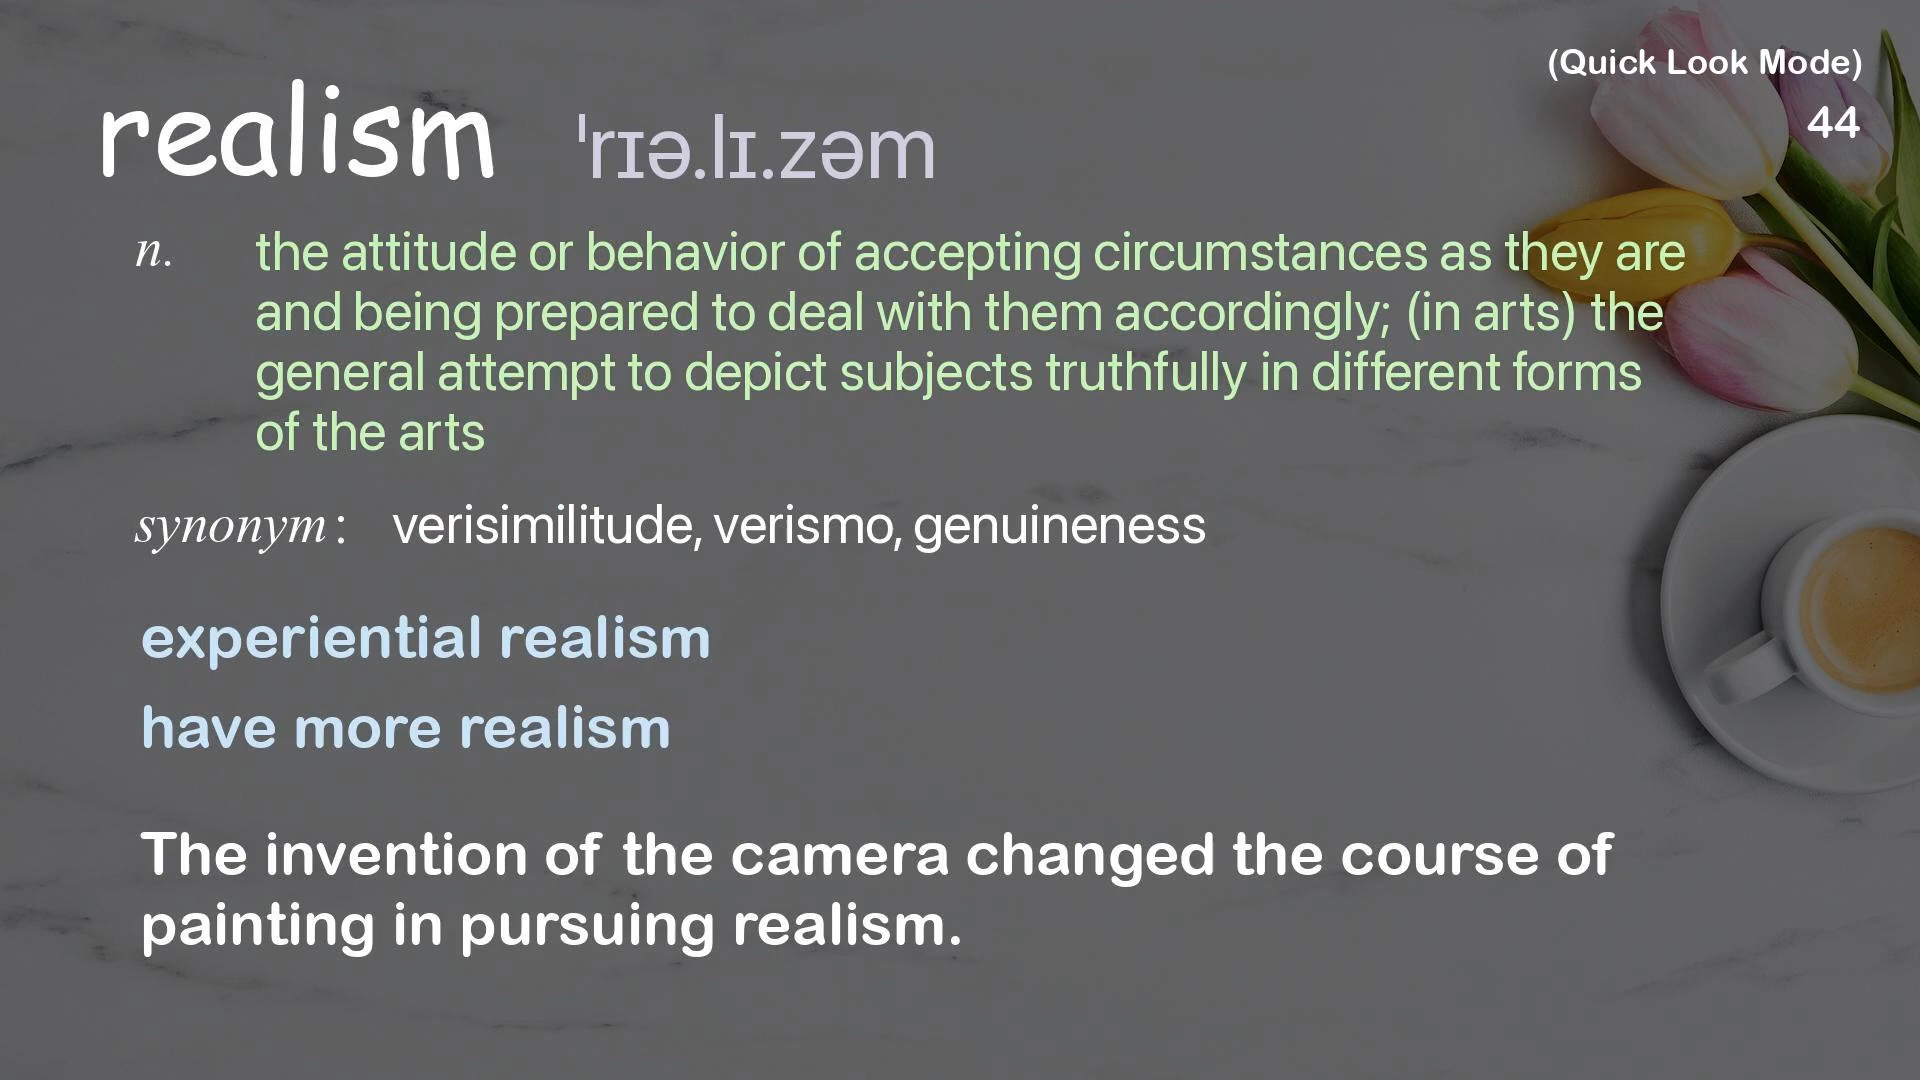 (Quick Look Mode)
44
realism ˈrɪə.lɪ.zəm
n. the attitude or behavior of accepting circumstances as they are
and being prepared to deal with them accordingly; (in arts) the
general attempt to depict subjects truthfully in different forms
of the arts
synonym: verisimilitude, verismo, genuineness
experiential realism
have more realism
The invention of the camera changed the course of
painting in pursuing realism.